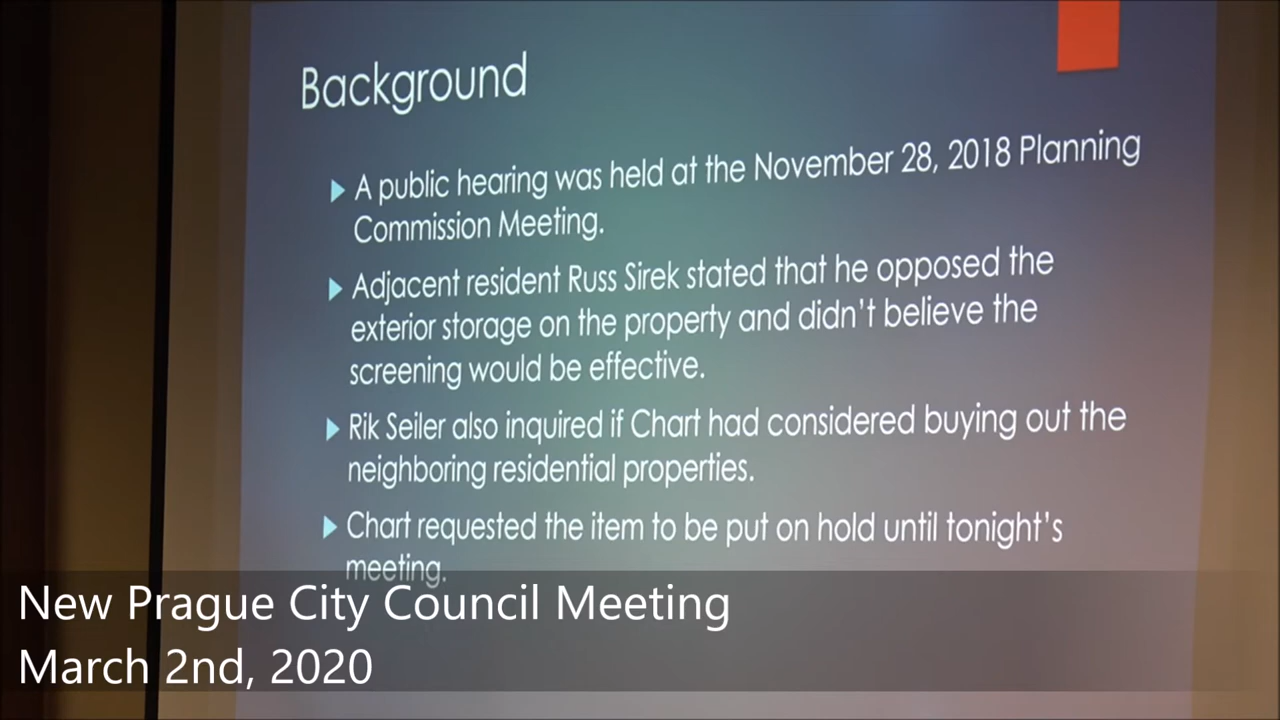 Background
A public hearing was held at the November 28, 2018 Planning
Commission Meeting.
Adjacent resident Russ Sirek stated that he opposed the
exterior storage on the property and didn't believe the
screening would be effective.
Rik Seiler also inquired if Chart had considered buying out the
neighboring residential properties.
Chart requested the item to be put on hold until tonight's
meeting.
New Prague City Council Meeting
March 2nd, 2020